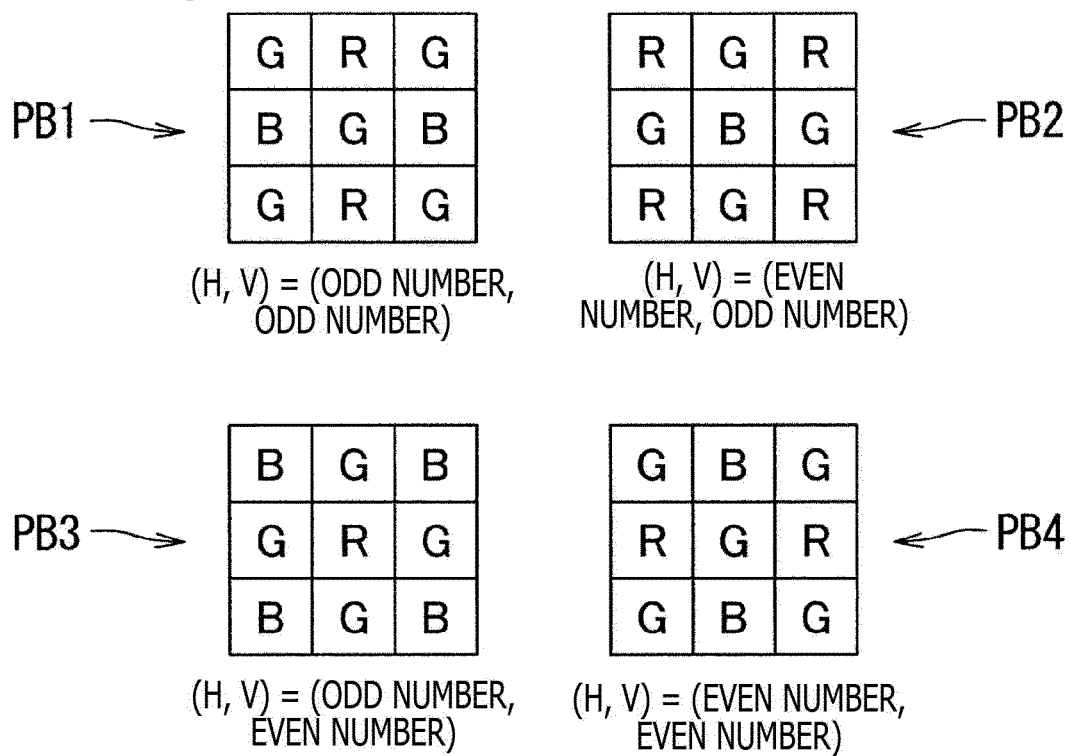 G R G
B G B
G R G
PB1
(H, V) = (ODD NUMBER,
ODD NUMBER)
R G R
G B G
R G R
PB2
(H, V) = (EVEN
NUMBER, ODD NUMBER)
B G B
G R G
B G B
PB3
(H, V) = (ODD NUMBER,
EVEN NUMBER)
G B G
R G R
G B G
PB4
(H, V) = (EVEN NUMBER,
EVEN NUMBER)